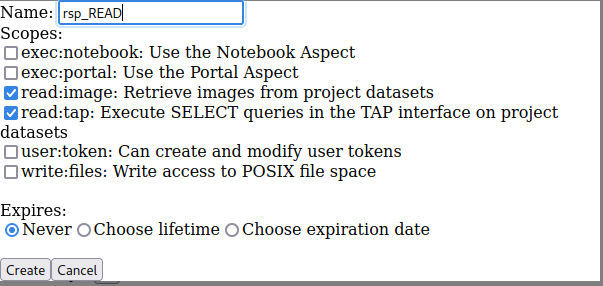 Name: rsp_READ
Scopes:
exec:notebook: Use the Notebook Aspect
exec:portal: Use the Portal Aspect
read:image: Retrieve images from project datasets
read:tap: Execute SELECT queries in the TAP interface on project
datasets
user:token: Can create and modify user tokens
write:files: Write access to POSIX file space
Expires:
Never Choose lifetime Choose expiration date
Create Cancel